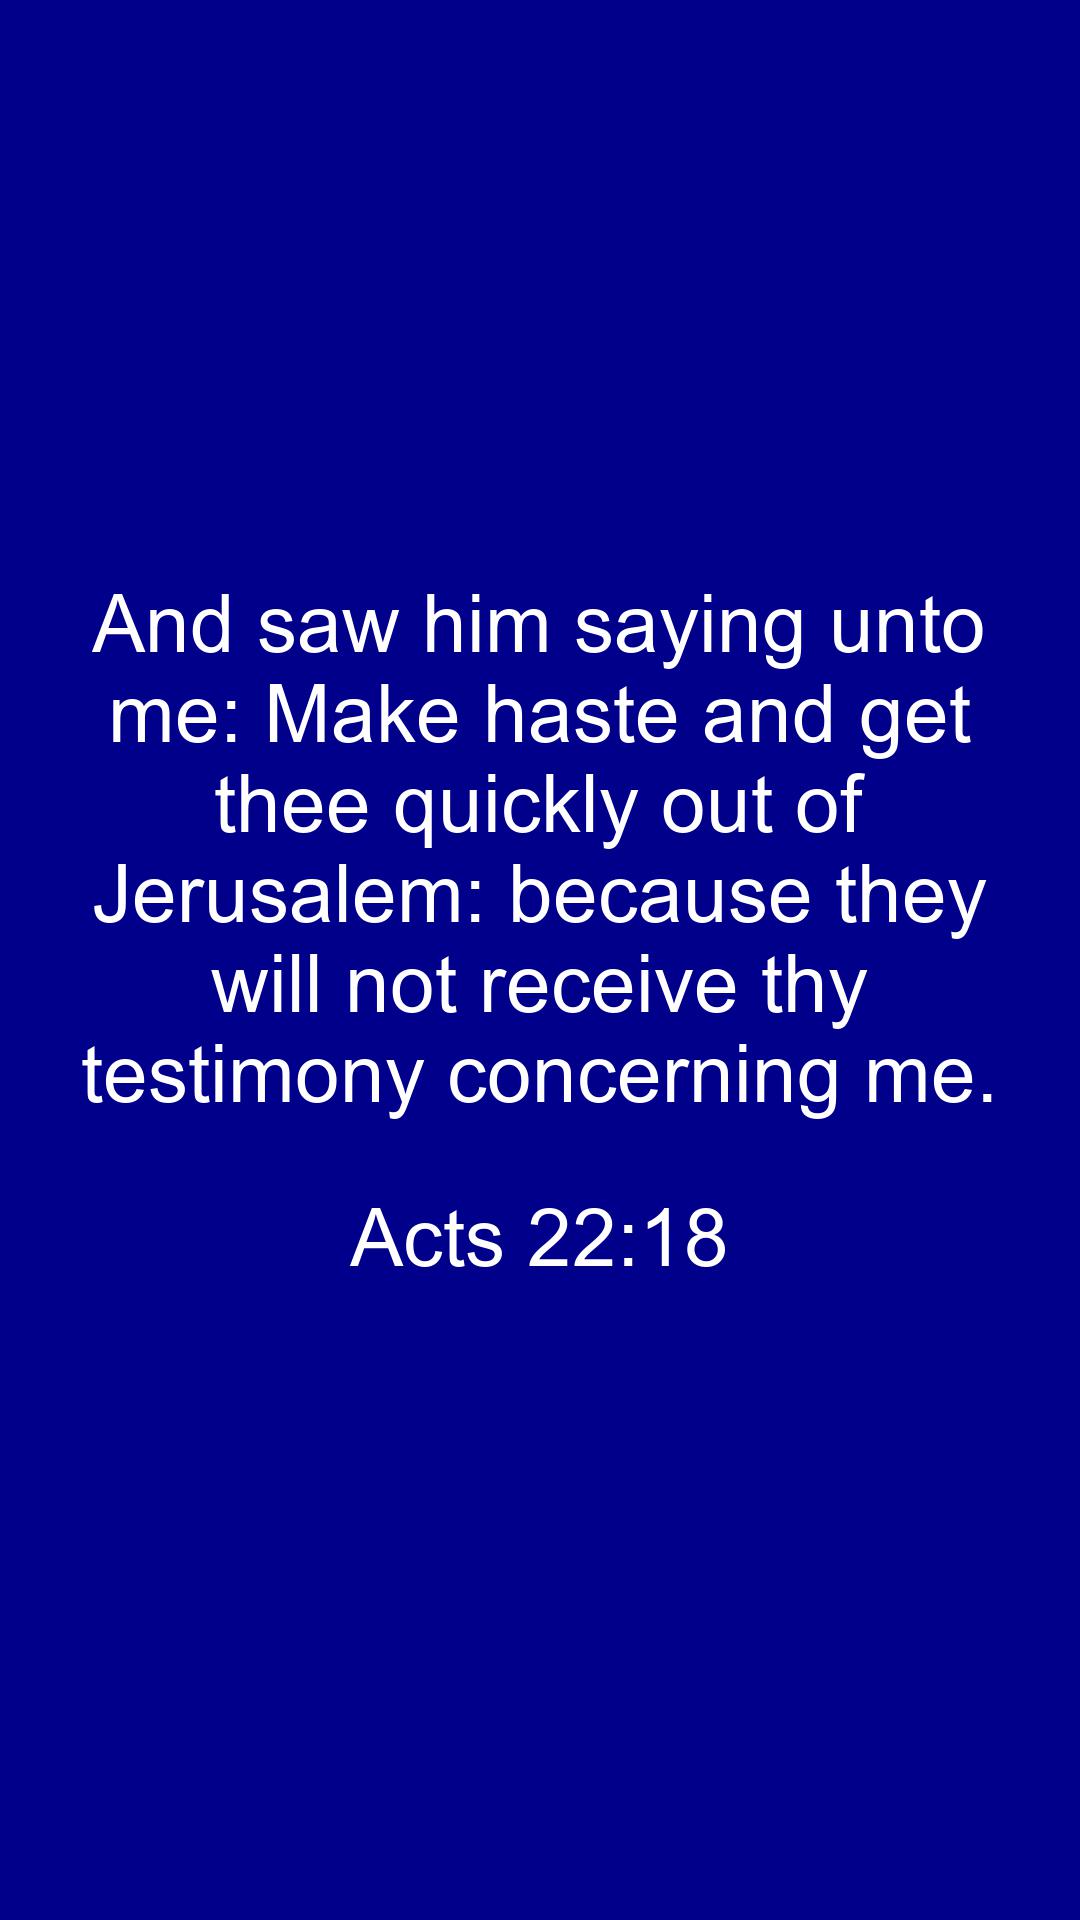 And saw him saying unto
me: Make haste and get
thee quickly out of
Jerusalem: because they
will not receive thy
testimony concerning me.
Acts 22:18